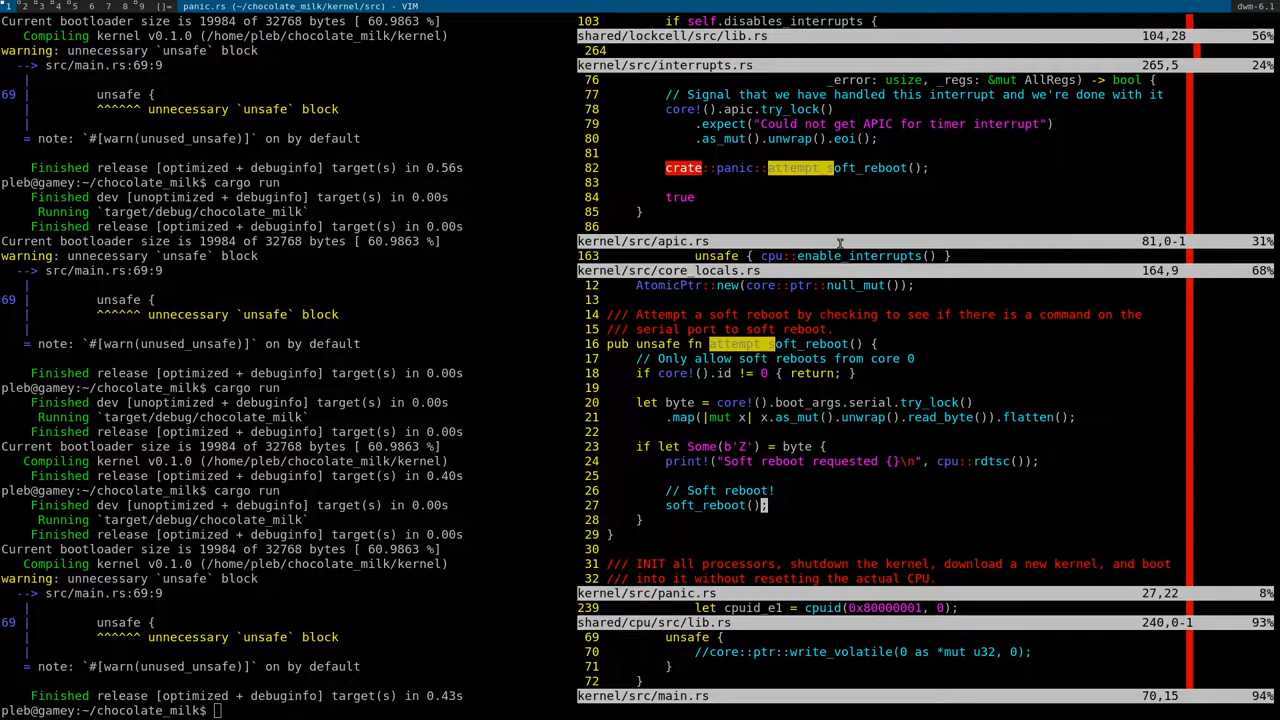 1 2 3 4 5 6 7 8 9 []= panic.rs (~/chocolate_milk/kernel/src) - VIM dwm-6.1
Current bootloader size is 19984 of 32768 bytes [ 60.9863 %]
   Compiling kernel v0.1.0 (/home/pleb/chocolate_milk/kernel)
warning: unnecessary `unsafe` block
  --> src/main.rs:69:9
   |
69 |         unsafe {
   |         ^^^^^^ unnecessary `unsafe` block
   |
   = note: `#[warn(unused_unsafe)]` on by default
    Finished release [optimized + debuginfo] target(s) in 0.56s
pleb@gamey:~/chocolate_milk$ cargo run
    Finished dev [unoptimized + debuginfo] target(s) in 0.00s
     Running `target/debug/chocolate_milk`
    Finished release [optimized + debuginfo] target(s) in 0.00s
Current bootloader size is 19984 of 32768 bytes [ 60.9863 %]
warning: unnecessary `unsafe` block
  --> src/main.rs:69:9
   |
69 |         unsafe {
   |         ^^^^^^ unnecessary `unsafe` block
   |
   = note: `#[warn(unused_unsafe)]` on by default
    Finished release [optimized + debuginfo] target(s) in 0.00s
pleb@gamey:~/chocolate_milk$ cargo run
    Finished dev [unoptimized + debuginfo] target(s) in 0.00s
     Running `target/debug/chocolate_milk`
    Finished release [optimized + debuginfo] target(s) in 0.00s
Current bootloader size is 19984 of 32768 bytes [ 60.9863 %]
   Compiling kernel v0.1.0 (/home/pleb/chocolate_milk/kernel)
    Finished release [optimized + debuginfo] target(s) in 0.40s
pleb@gamey:~/chocolate_milk$ cargo run
    Finished dev [unoptimized + debuginfo] target(s) in 0.00s
     Running `target/debug/chocolate_milk`
    Finished release [optimized + debuginfo] target(s) in 0.00s
Current bootloader size is 19984 of 32768 bytes [ 60.9863 %]
   Compiling kernel v0.1.0 (/home/pleb/chocolate_milk/kernel)
warning: unnecessary `unsafe` block
  --> src/main.rs:69:9
   |
69 |         unsafe {
   |         ^^^^^^ unnecessary `unsafe` block
   |
   = note: `#[warn(unused_unsafe)]` on by default
    Finished release [optimized + debuginfo] target(s) in 0.43s
pleb@gamey:~/chocolate_milk$
103         if self.disables_interrupts {
shared/lockcell/src/lib.rs 104,28 56%
264
kernel/src/interrupts.rs 265,5 24%
76                                _error: usize, _regs: &mut AllRegs) -> bool {
77         // Signal that we have handled this interrupt and we're done with it
78         core!().apic.try_lock()
79             .expect("Could not get APIC for timer interrupt")
80             .as_mut().unwrap().eoi();
81
82         crate::panic::attempt_soft_reboot();
83
84         true
85     }
86
kernel/src/apic.rs 81,0-1 31%
163             unsafe { cpu::enable_interrupts() }
kernel/src/core_locals.rs 164,9 68%
12     AtomicPtr::new(core::ptr::null_mut());
13
14 /// Attempt a soft reboot by checking to see if there is a command on the
15 /// serial port to soft reboot.
16 pub unsafe fn attempt_soft_reboot() {
17     // Only allow soft reboots from core 0
18     if core!().id != 0 { return; }
19
20     let byte = core!().boot_args.serial.try_lock()
21         .map(|mut x| x.as_mut().unwrap().read_byte()).flatten();
22
23     if let Some(b'Z') = byte {
24         print!("Soft reboot requested {}\n", cpu::rdtsc());
25
26         // Soft reboot!
27         soft_reboot();
28     }
29 }
30
31 /// INIT all processors, shutdown the kernel, download a new kernel, and boot
32 /// into it without resetting the actual CPU.
kernel/src/panic.rs 27,22 8%
239             let cpuid_e1 = cpuid(0x80000001, 0);
shared/cpu/src/lib.rs 240,0-1 93%
69         unsafe {
70             //core::ptr::write_volatile(0 as *mut u32, 0);
71         }
72     }
kernel/src/main.rs 70,15 94%